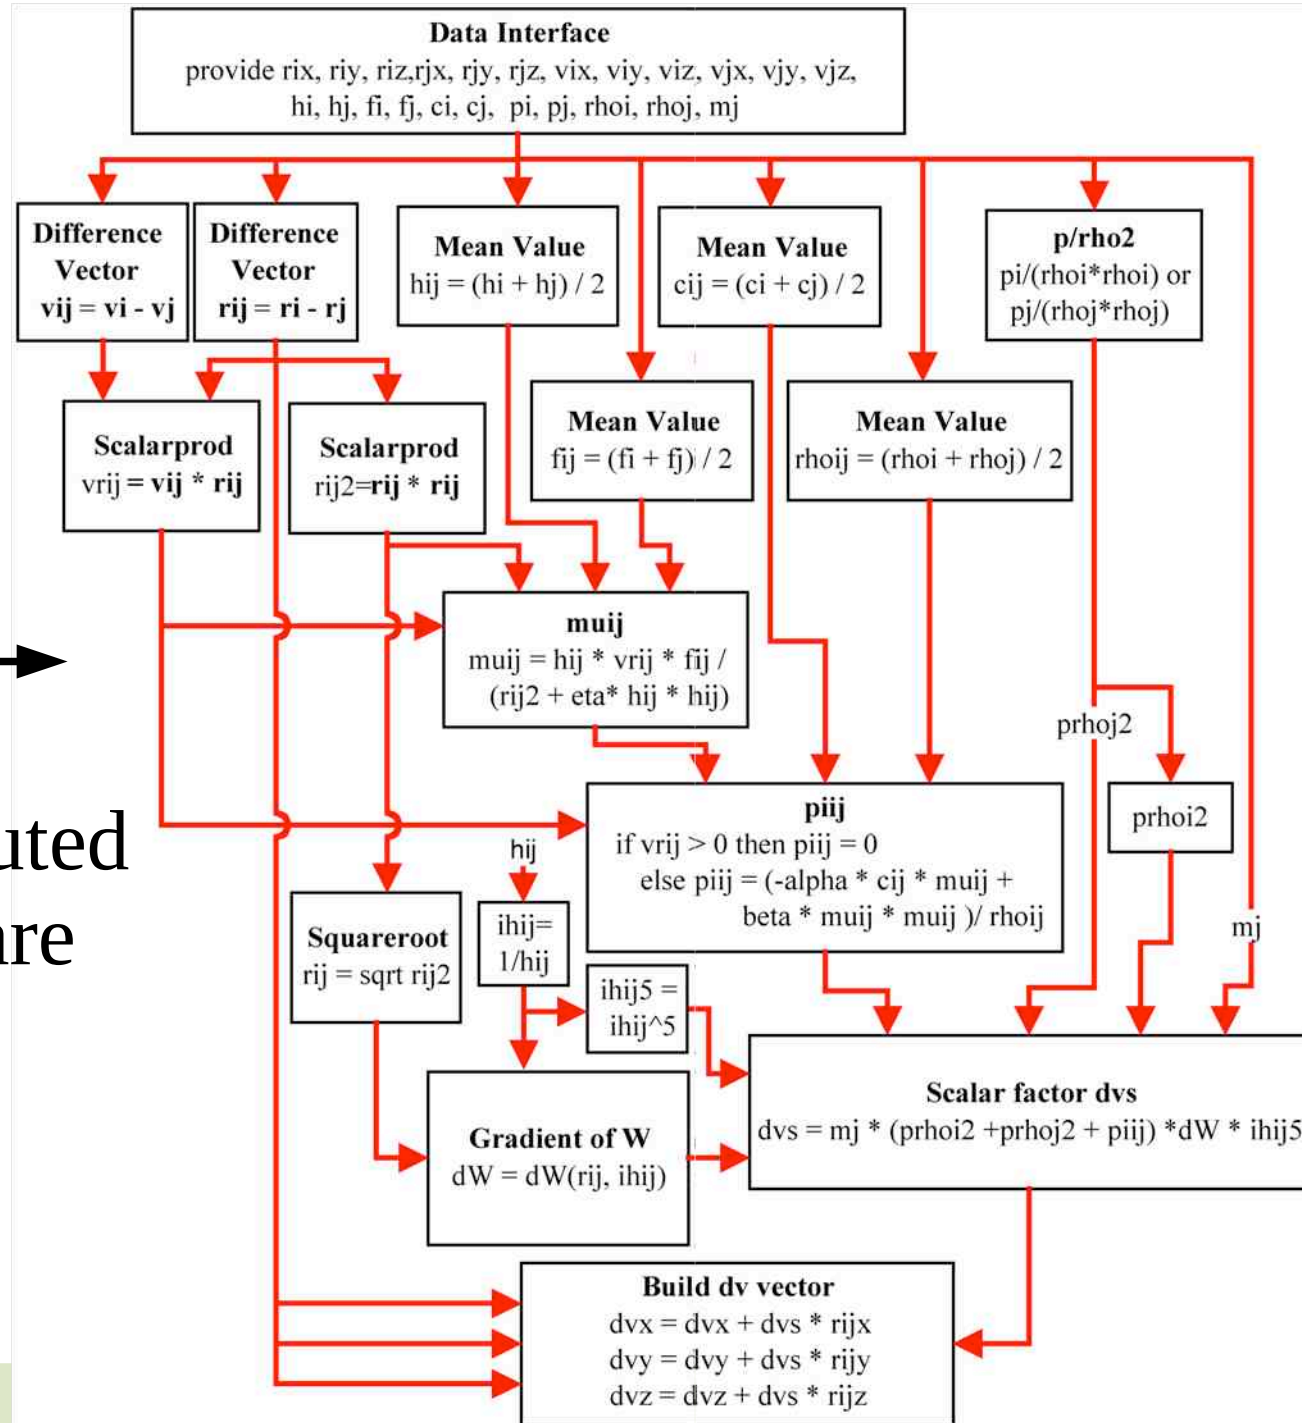 Data Interface
provide rix, riy, riz,rjx, rjy, rjz, vix, viy, viz, vjx, vjy, vjz,
hi, hj, fi, fj, ci, cj, pi, pj, rhoi, rhoj, mj
Difference
Vector
vij = vi - vj
Difference
Vector
rij = ri - rj
Mean Value
hij = (hi + hj) / 2
Mean Value
cij = (ci + cj) / 2
p/rho2
pi/(rhoi*rhoi) or
pj/(rhoj*rhoj)
Scalarprod
vrij = vij * rij
Scalarprod
rij2=rij * rij
Mean Value
fij = (fi + fj) / 2
Mean Value
rhoij = (rhoi + rhoj) / 2
muij
muij = hij * vrij * fij /
(rij2 + eta* hij * hij)
prhoj2
prhoi2
piij
if vrij > 0 then piij = 0
else piij = (-alpha * cij * muij +
beta * muij * muij )/ rhoij
uted
are
hij
ihij=
1/hij
Squareroot
rij = sqrt rij2
ihij5 =
ihij^5
mj
Scalar factor dvs
dvs = mj * (prhoi2 +prhoj2 + piij) *dW * ihij5
Gradient of W
dW = dW(rij, ihij)
Build dv vector
dvx = dvx + dvs * rijx
dvy = dvy + dvs * rijy
dvz = dvz + dvs * rijz